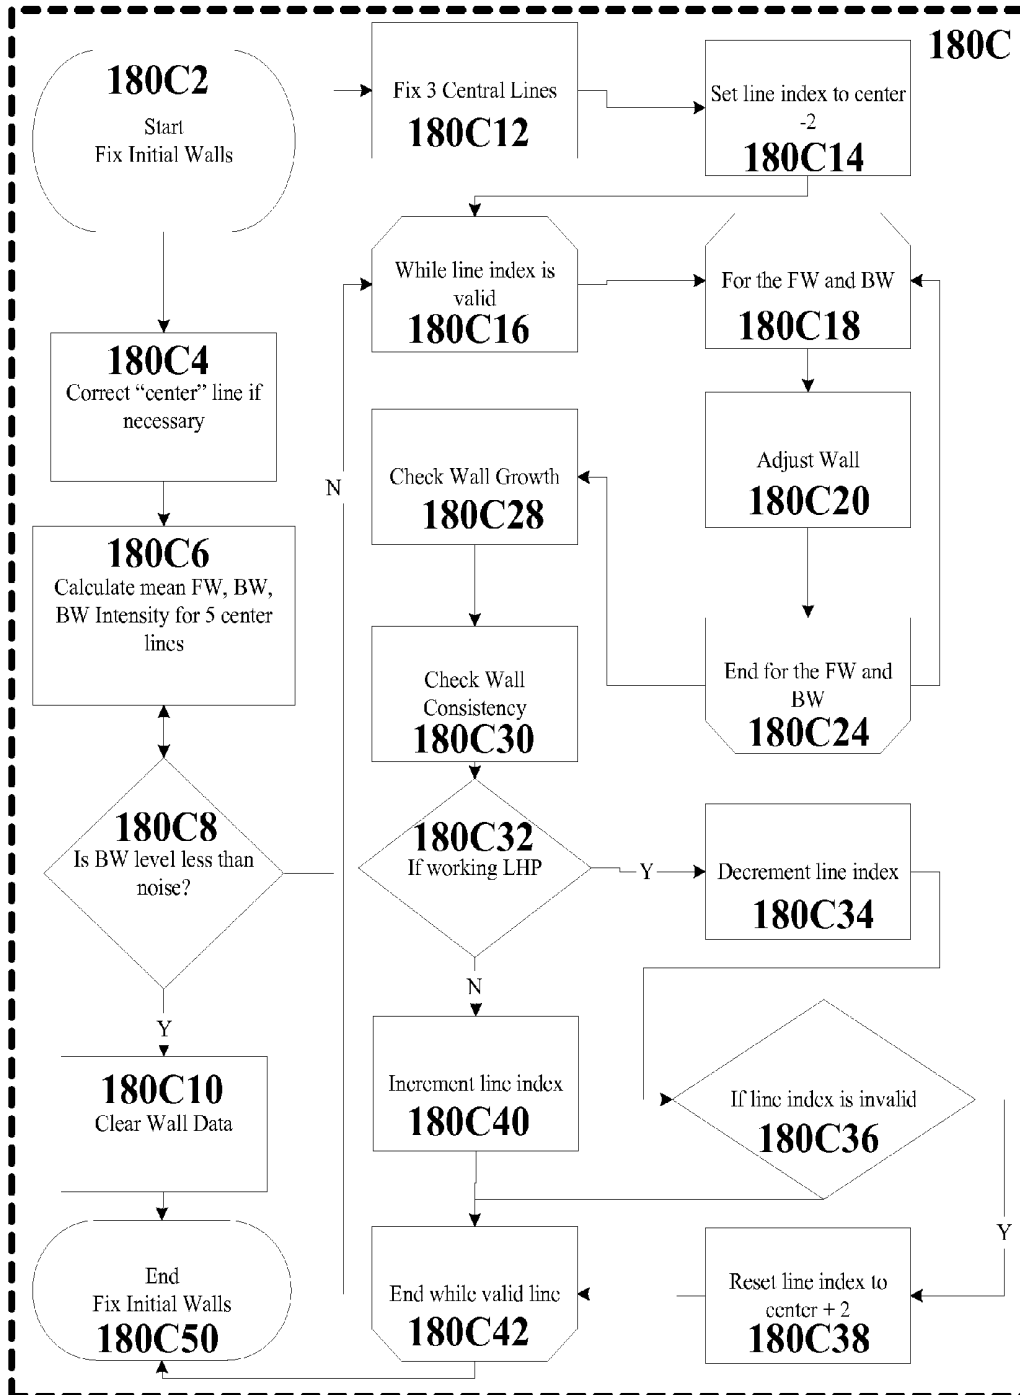 180C
180C2
Start
Fix Initial Walls
180C4
Correct “center” line if
necessary
180C6
Calculate mean FW, BW,
BW Intensity for 5 center
lines
180C8
Is BW level less than
noise?
Y
180C10
Clear Wall Data
End
Fix Initial Walls
180C50
N
Fix 3 Central Lines
180C12
Set line index to center
-2
180C14
While line index is
valid
180C16
For the FW and BW
180C18
Adjust Wall
180C20
End for the FW and
BW
180C24
Check Wall Growth
180C28
Check Wall
Consistency
180C30
180C32
If working LHP
Y
Decrement line index
180C34
N
Increment line index
180C40
If line index is invalid
180C36
Y
Reset line index to
center + 2
180C38
End while valid line
180C42